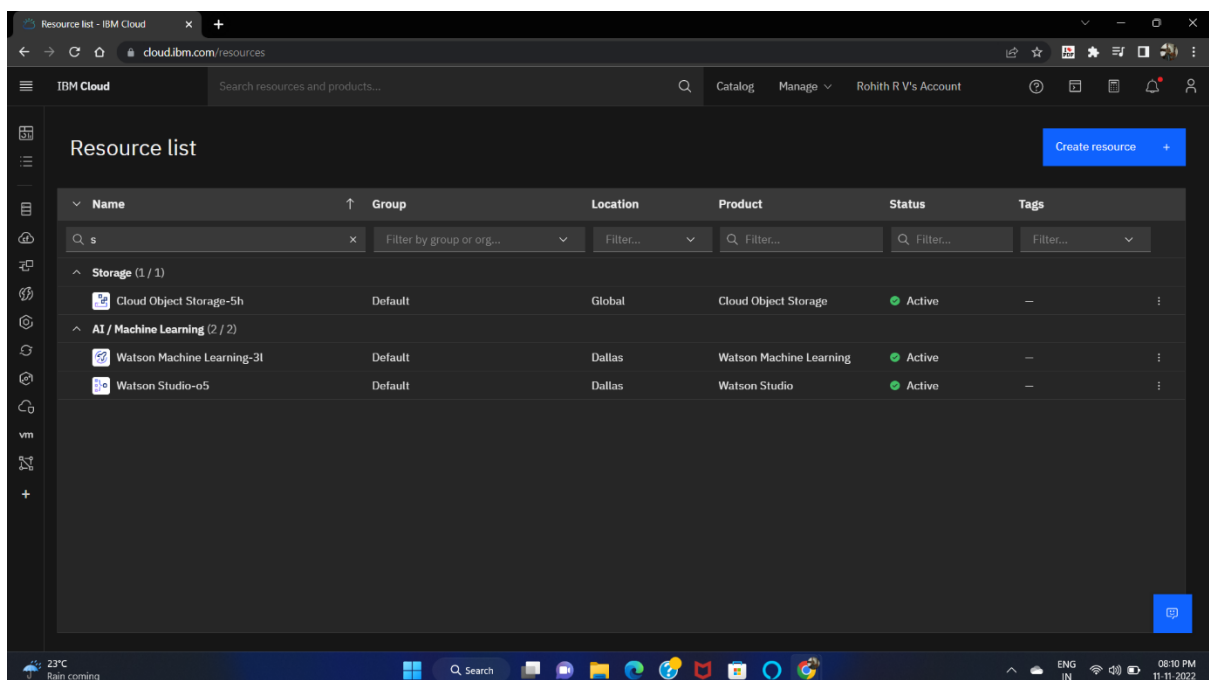 Resource list - IBM Cloud
cloud.ibm.com/resources
IBM Cloud
Search resources and products...
Catalog
Manage
Rohith R V's Account
Resource list
Create resource +
Name Group Location Product Status Tags
s Filter by group or org... Filter... Filter... Filter... Filter...
Storage (1 / 1)
Cloud Object Storage-5h Default Global Cloud Object Storage Active –
AI / Machine Learning (2 / 2)
Watson Machine Learning-3l Default Dallas Watson Machine Learning Active –
Watson Studio-o5 Default Dallas Watson Studio Active –
vm
23°C
Rain coming
Search
ENG
IN
08:10 PM
11-11-2022